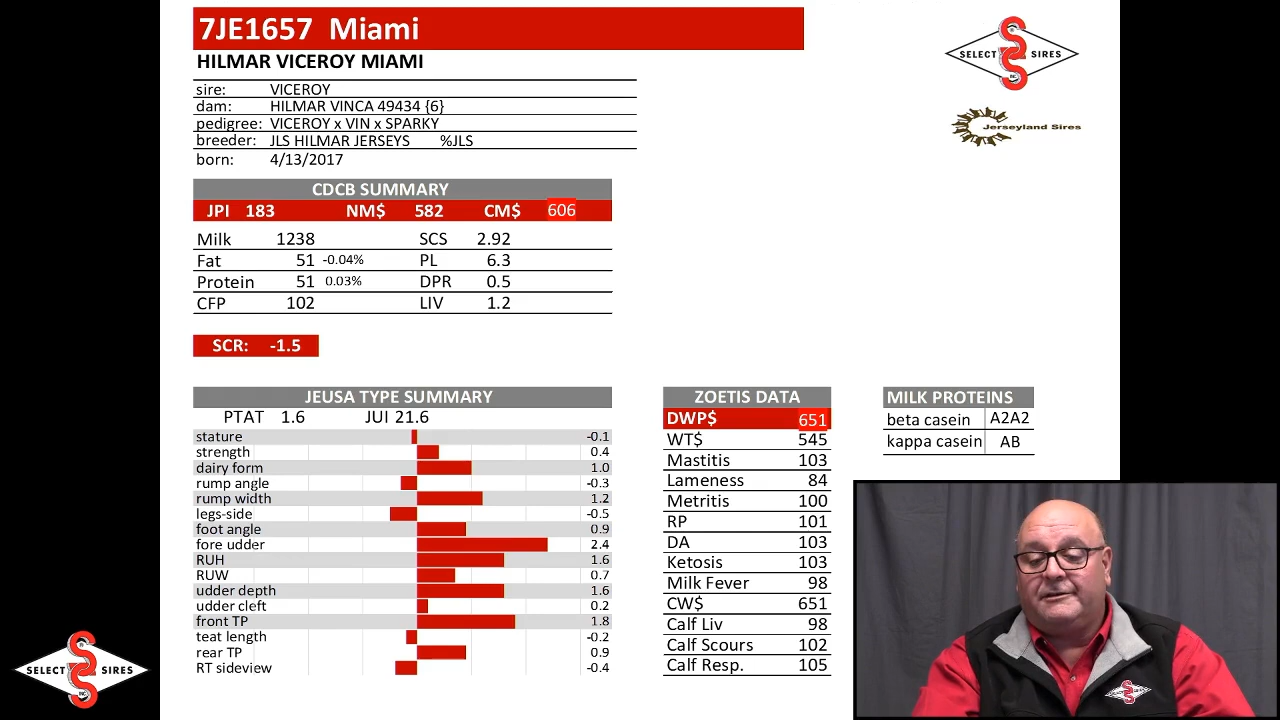 7JE1657 Miami
HILMAR VICEROY MIAMI
SELECT SIRES INC.
Jerseyland Sires
sire: VICEROY
dam: HILMAR VINCA 49434 {6}
pedigree: VICEROY x VIN x SPARKY
breeder: JLS HILMAR JERSEYS %JLS
born: 4/13/2017
CDCB SUMMARY
JPI 183 NM$ 582 CM$ 606
Milk 1238 SCS 2.92
Fat 51 -0.04% PL 6.3
Protein 51 0.03% DPR 0.5
CFP 102 LIV 1.2
SCR: -1.5
JEUSA TYPE SUMMARY
PTAT 1.6 JUI 21.6
stature -0.1
strength 0.4
dairy form 1.0
rump angle -0.3
rump width 1.2
legs-side -0.5
foot angle 0.9
fore udder 2.4
RUH 1.6
RUW 0.7
udder depth 1.6
udder cleft 0.2
front TP 1.8
teat length -0.2
rear TP 0.9
RT sideview -0.4
ZOETIS DATA
DWP$ 651
WT$ 545
Mastitis 103
Lameness 84
Metritis 100
RP 101
DA 103
Ketosis 103
Milk Fever 98
CW$ 651
Calf Liv 98
Calf Scours 102
Calf Resp. 105
MILK PROTEINS
beta casein A2A2
kappa casein AB
SELECT SIRES INC.